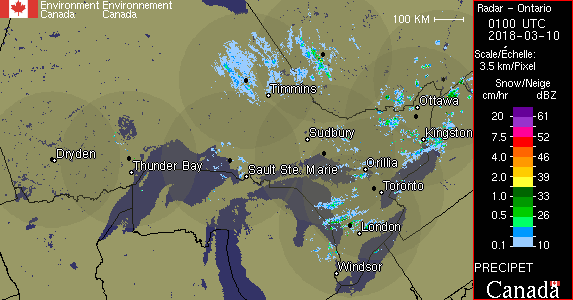 Environment Environnement
Canada Canada
100 KM
Timmins
Ottawa
Sudbury
Kingston
Dryden
Thunder Bay
Sault Ste. Marie
Orillia
Toronto
London
Windsor
Radar - Ontario
0100 UTC
2018-03-10
Scale/Échelle:
3.5 km/Pixel
Snow/Neige
cm/hr dBZ
20 61
7.5 52
4.0 46
2.0 39
1.0 33
0.5 26
0.1 10
PRECIPET
Canada